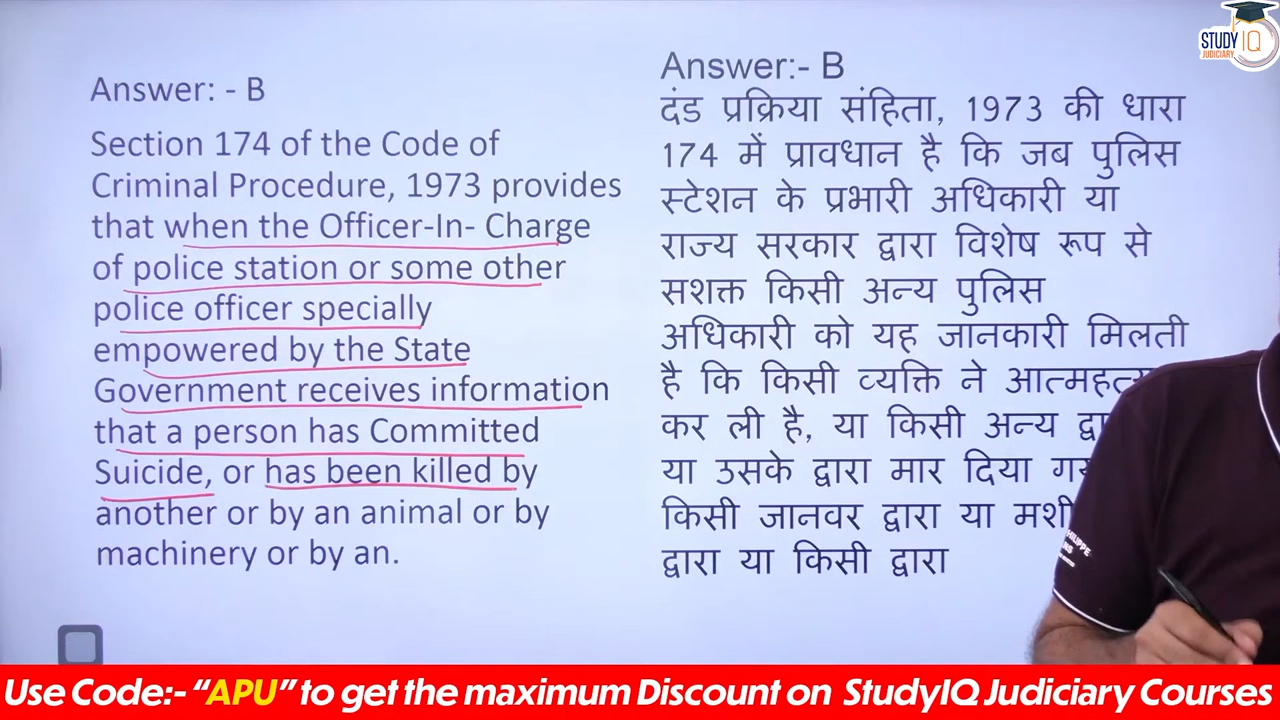 Answer: - B
Section 174 of the Code of
Criminal Procedure, 1973 provides
that when the Officer-In- Charge
of police station or some other
police officer specially
empowered by the State
Government receives information
that a person has Committed
Suicide, or has been killed by
another or by an animal or by
machinery or by an.
Answer:- B
दंड प्रक्रिया संहिता, 1973 की धारा
174 में प्रावधान है कि जब पुलिस
स्टेशन के प्रभारी अधिकारी या
राज्य सरकार द्वारा विशेष रूप से
सशक्त किसी अन्य पुलिस
अधिकारी को यह जानकारी मिलती
है कि किसी व्यक्ति ने
कर ली है, या किसी अन्य
या उसके द्वारा मार दिया
किसी जानवर द्वारा या
द्वारा या किसी द्वारा
STUDY IQ
JUDICIARY
Use Code:- “APU” to get the maximum Discount on StudyIQ Judiciary Courses